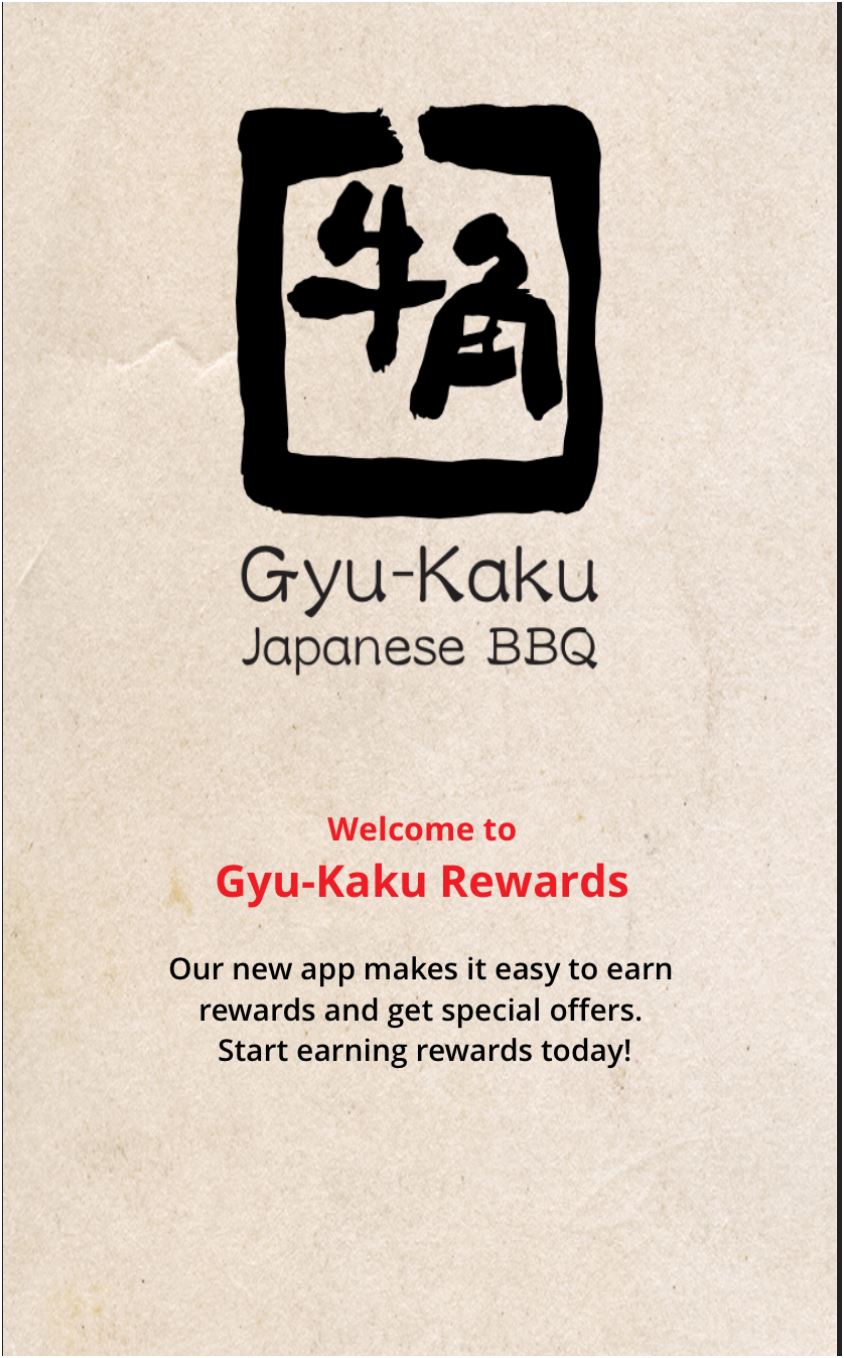 牛角
Gyu-Kaku
Japanese BBQ
Welcome to
Gyu-Kaku Rewards
Our new app makes it easy to earn
rewards and get special offers.
Start earning rewards today!